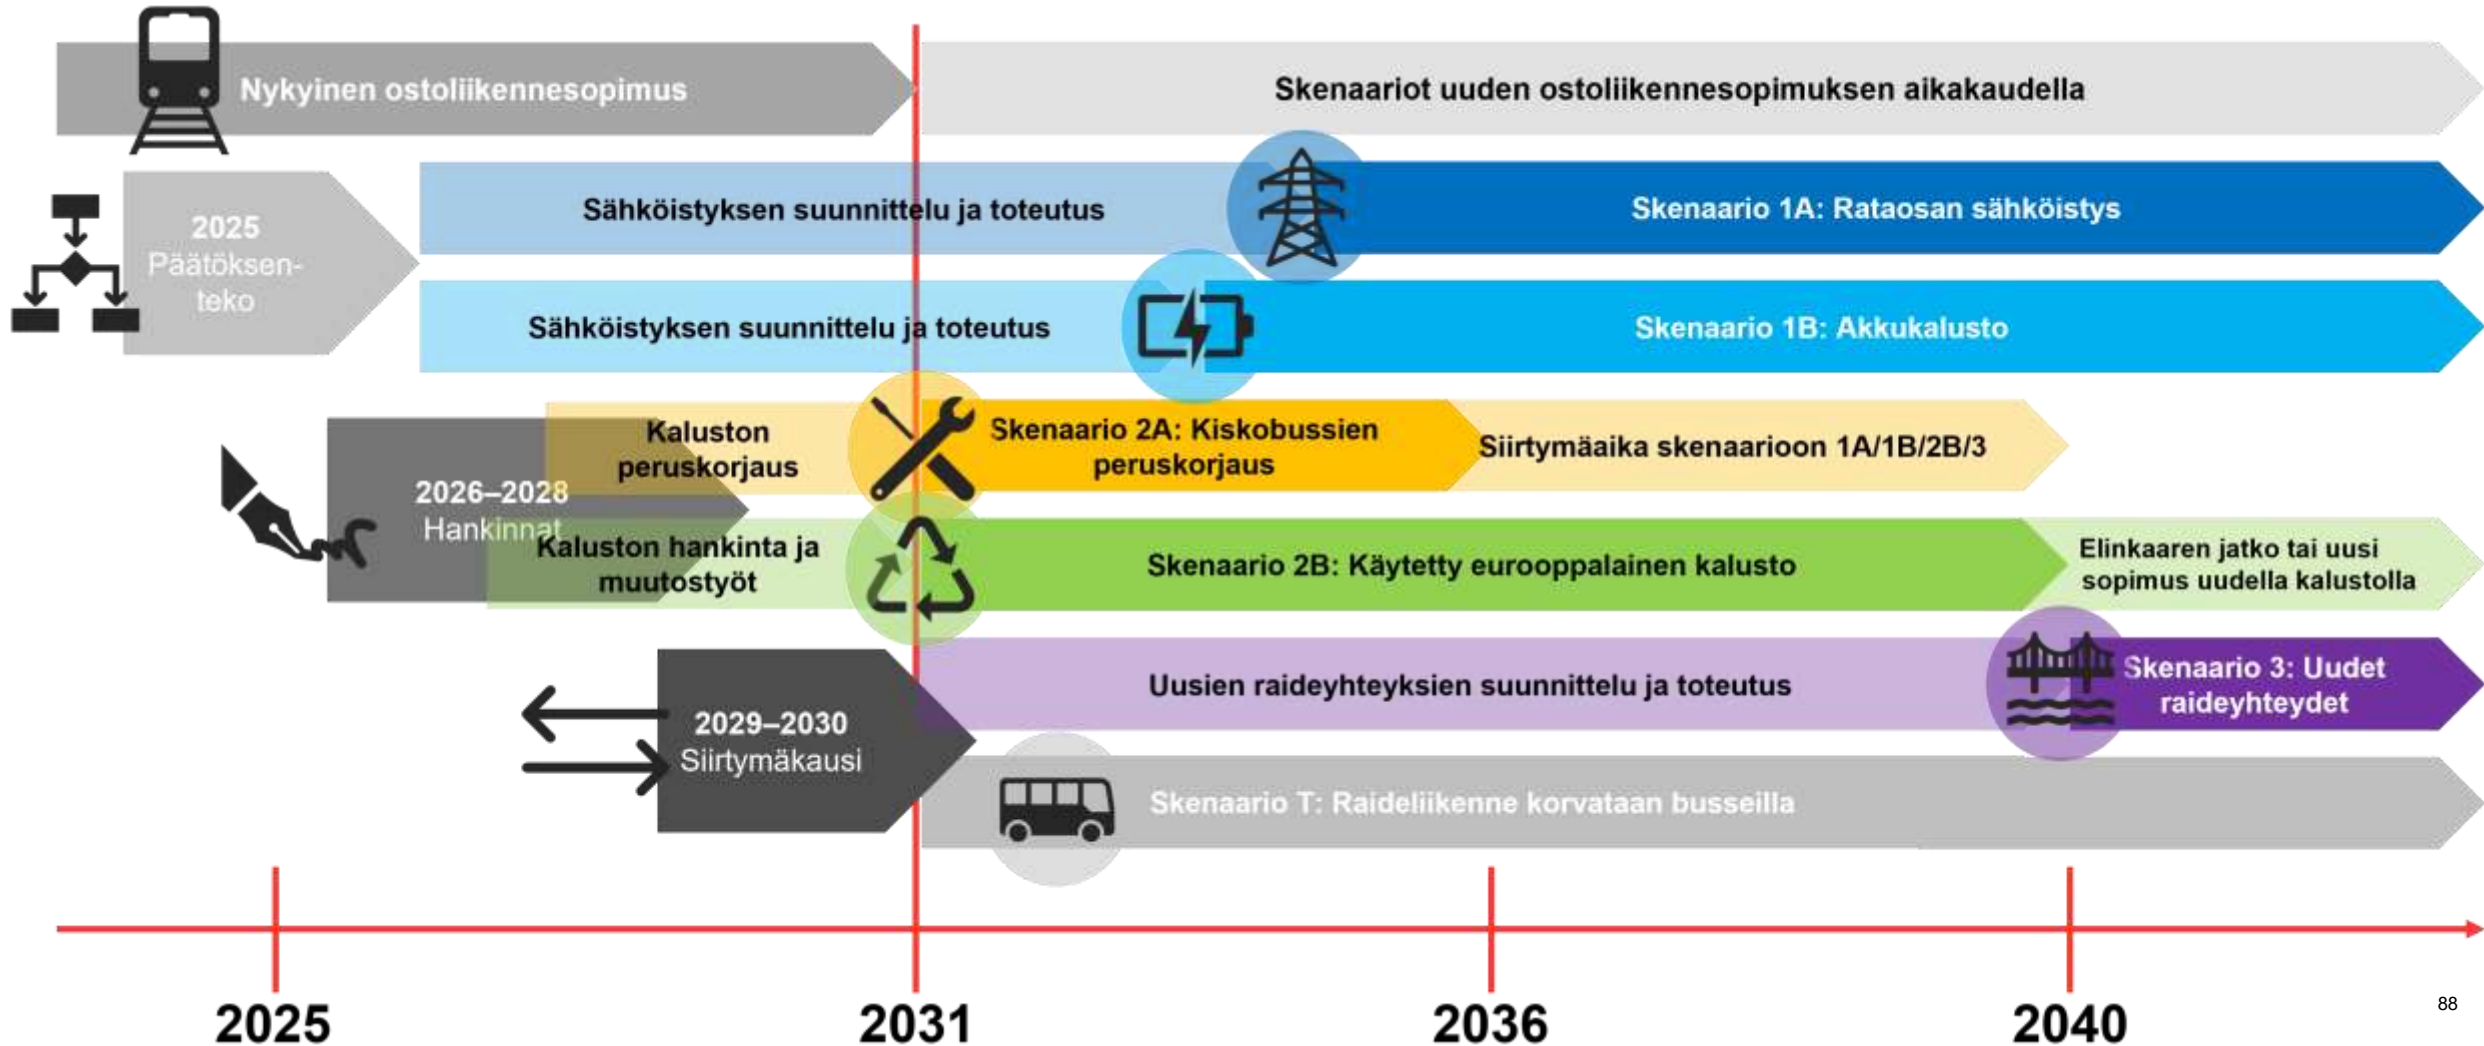 Nykyinen ostoliikennesopimus
Skenaariot uuden ostoliikennesopimuksen aikakaudella
2025
Päätöksen-
teko
Sähköistyksen suunnittelu ja toteutus
Skenaario 1A: Rataosan sähköistys
Sähköistyksen suunnittelu ja toteutus
Skenaario 1B: Akkukalusto
2026–2028
Hankinnat
Kaluston
peruskorjaus
Skenaario 2A: Kiskobussien
peruskorjaus
Siirtymäaika skenaarioon 1A/1B/2B/3
Kaluston hankinta ja
muutostyöt
Skenaario 2B: Käytetty eurooppalainen kalusto
Elinkaaren jatko tai uusi
sopimus uudella kalustolla
2029–2030
Siirtymäkausi
Uusien raideyhteyksien suunnittelu ja toteutus
Skenaario 3: Uudet
raideyhteydet
Skenaario T: Raideliikenne korvataan busseilla
2025
2031
2036
2040
88